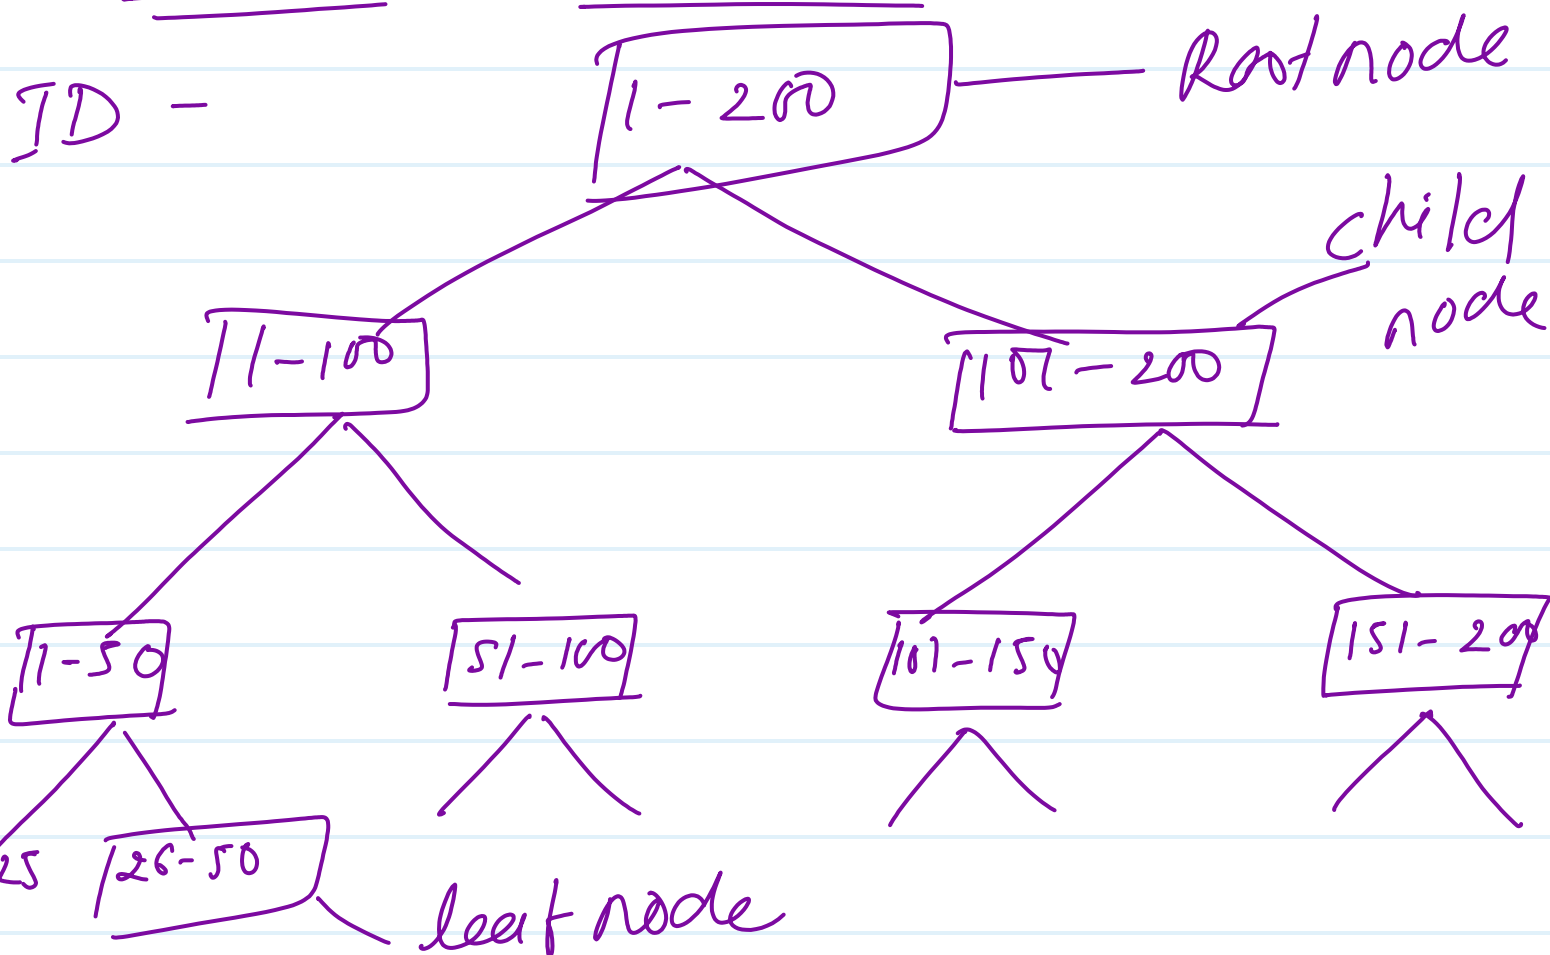 ID -
1 - 200
Root node
child
node
1 - 100
101 - 200
1 - 50
51 - 100
101 - 150
151 - 200
25
26 - 50
leaf node